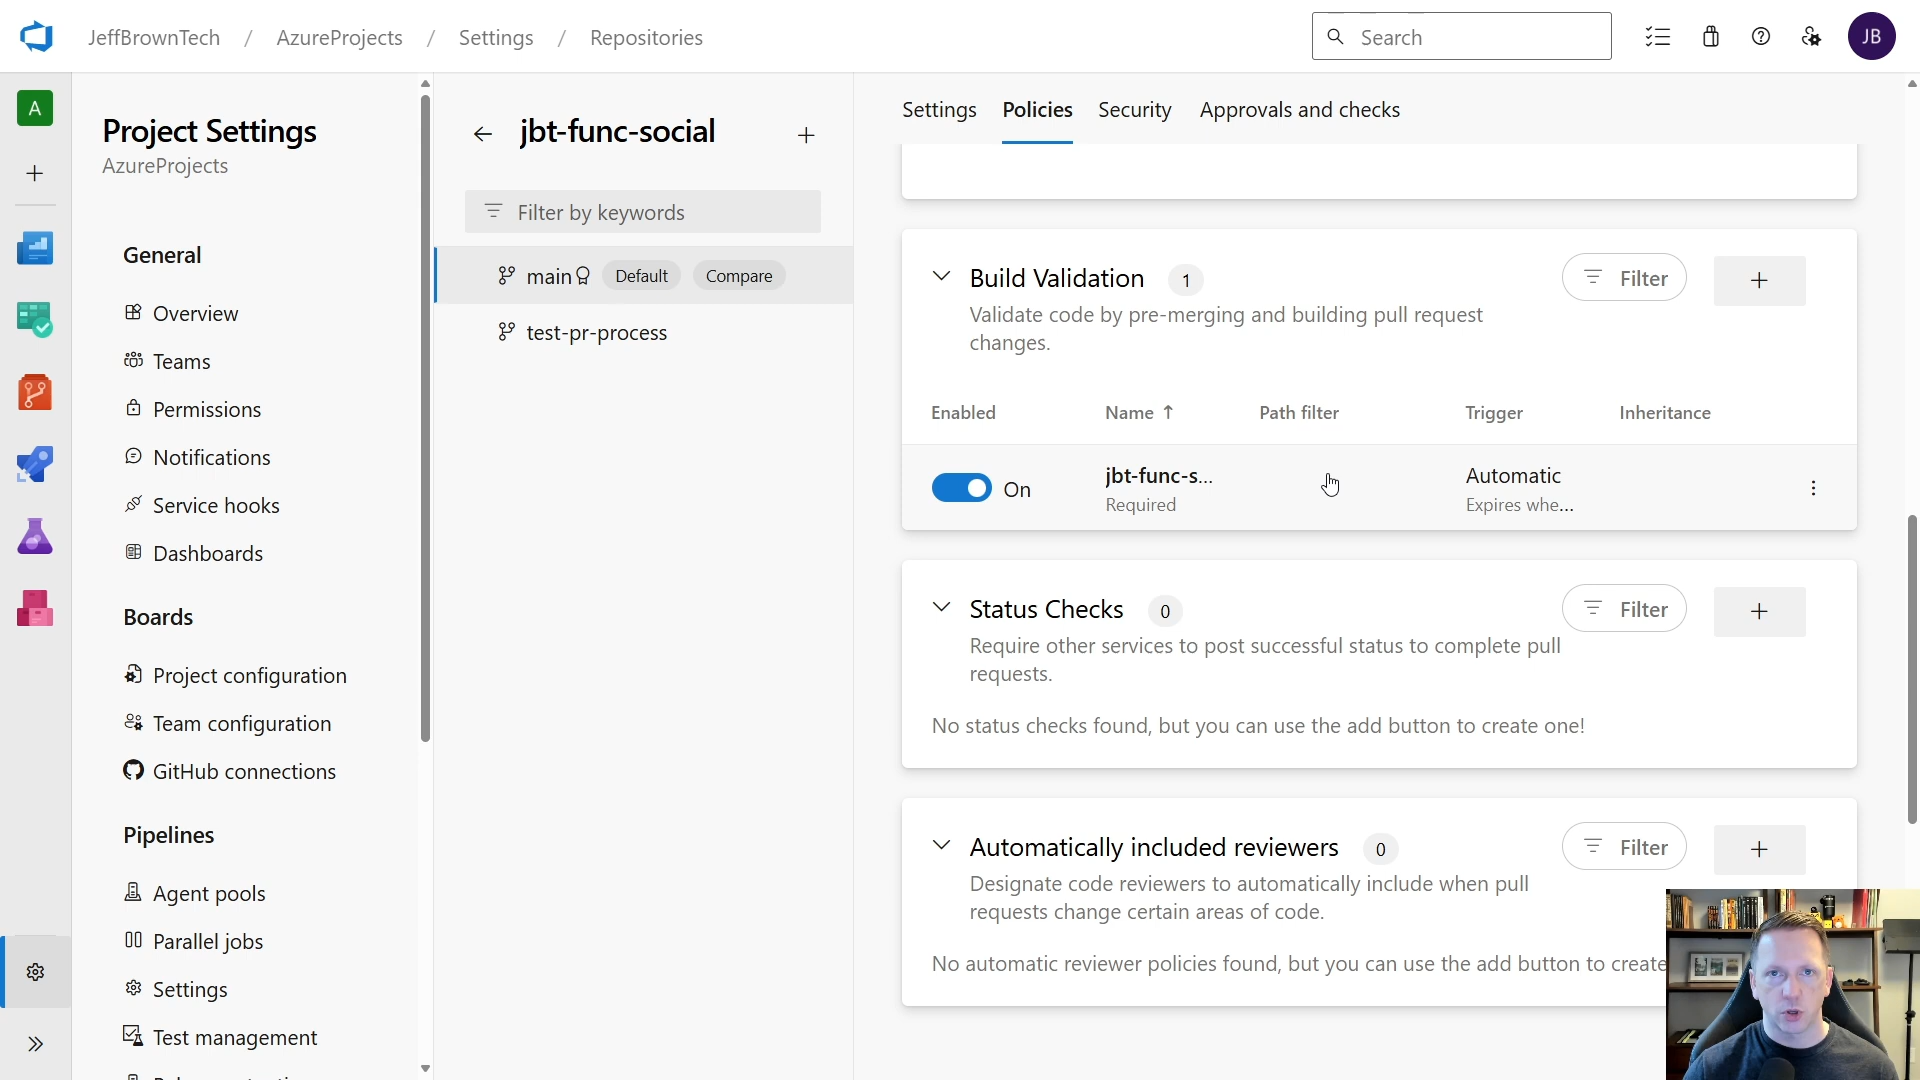 JeffBrownTech / AzureProjects / Settings / Repositories
Search
JB
A
Project Settings
AzureProjects
General
Overview
Teams
Permissions
Notifications
Service hooks
Dashboards
Boards
Project configuration
Team configuration
GitHub connections
Pipelines
Agent pools
Parallel jobs
Settings
Test management
jbt-func-social
Filter by keywords
main Default Compare
test-pr-process
Settings Policies Security Approvals and checks
Build Validation 1
Filter
Validate code by pre-merging and building pull request
changes.
Enabled Name Path filter Trigger Inheritance
On jbt-func-s... Automatic
Required Expires whe...
Status Checks 0
Filter
Require other services to post successful status to complete pull
requests.
No status checks found, but you can use the add button to create one!
Automatically included reviewers 0
Filter
Designate code reviewers to automatically include when pull
requests change certain areas of code.
No automatic reviewer policies found, but you can use the add button to create